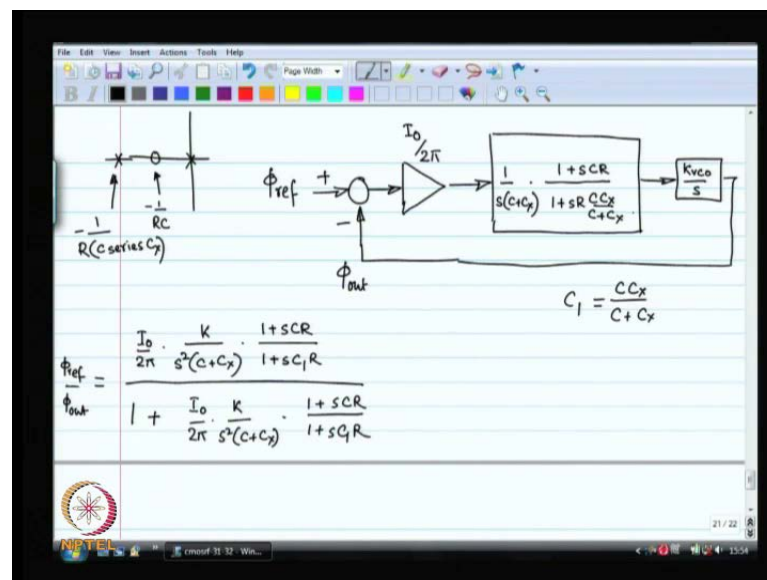 File Edit View Insert Actions Tools Help
Page Width
B I
I₀/2π
ϕref + − ϕout
1/s(C+Cx) · 1+sCR/1+sR CCx/C+Cx
Kvco/s
-1/RC
-1/R(C series Cx)
C₁ = CCx/C+Cx
ϕref/ϕout = I₀/2π · K/s²(C+Cx) · 1+sCR/1+sC₁R
1 + I₀/2π · K/s²(C+Cx) · 1+sCR/1+sC₁R
21 / 22
NPTEL
cmosrf-31-32 - Win...
15:54